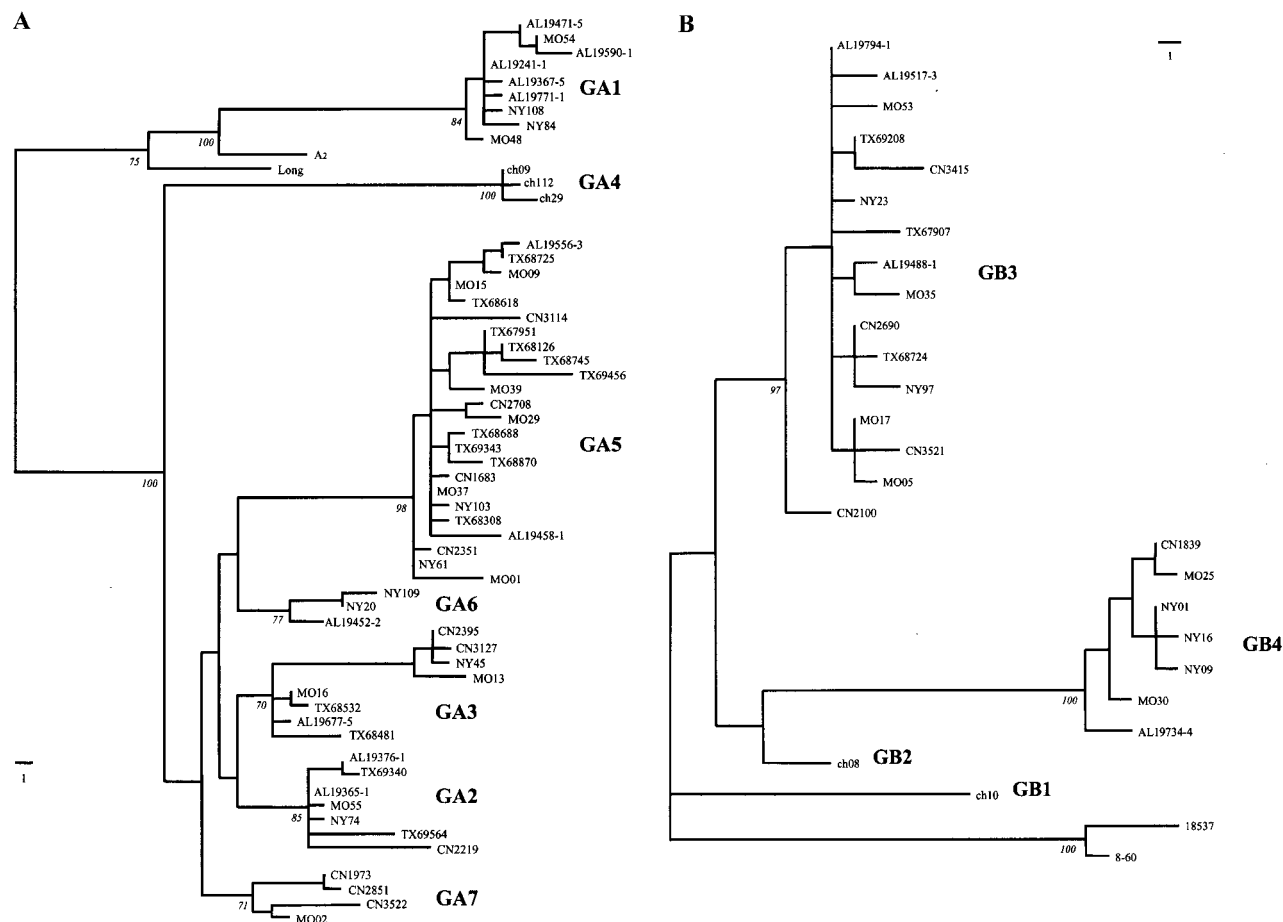 A
AL19471-5
MO54
AL19590-1
AL19241-1
AL19367-5
GA1
AL19771-1
NY108
NY84
84
MO48
100
A2
75
Long
ch09
ch112
GA4
100
ch29
AL19556-3
TX68725
MO09
MO15
TX68618
CN3114
TX67951
TX68126
TX68745
TX69456
MO39
CN2708
MO29
TX68688
GA5
TX69343
TX68870
CN1683
100
MO37
98
NY103
TX68308
AL19458-1
CN2351
NY61
MO01
NY109
NY20
GA6
77
AL19452-2
CN2395
CN3127
NY45
MO13
MO16
70
TX68532
GA3
AL19677-5
TX68481
AL19376-1
1
TX69340
AL19365-1
GA2
MO55
85
NY74
TX69564
CN2219
CN1973
CN2851
GA7
71
CN3522
MO02
B
1
AL19794-1
AL19517-3
MO53
TX69208
CN3415
NY23
TX67907
AL19488-1
GB3
MO35
CN2690
TX68724
97
NY97
MO17
CN3521
MO05
CN2100
CN1839
MO25
NY01
NY16
GB4
NY09
100
MO30
AL19734-4
ch08
GB2
ch10
GB1
18537
100
8-60